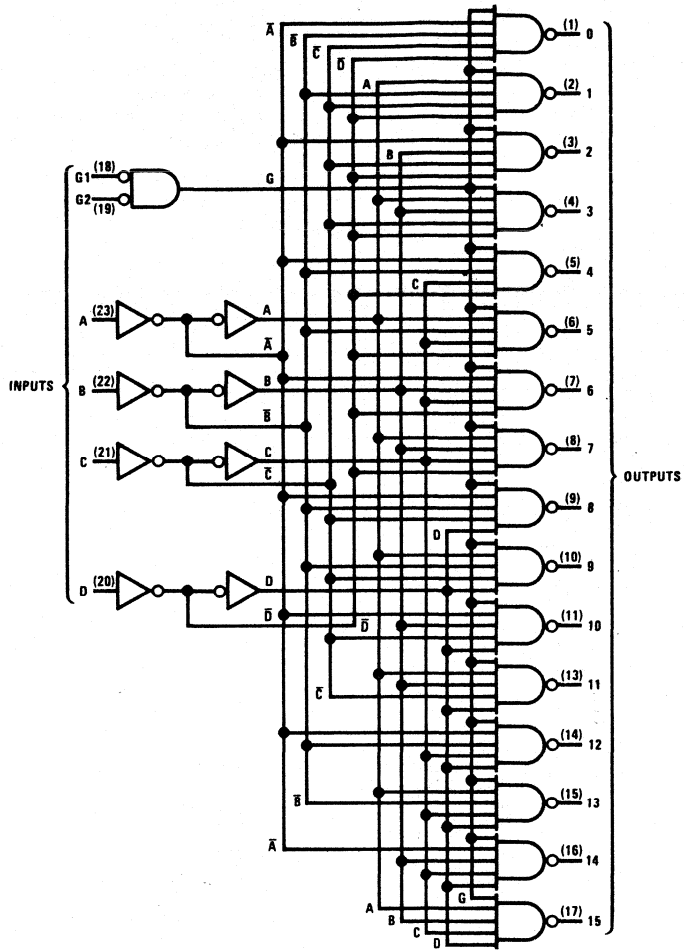 A̅ (1) 0
B̅
C̅
D̅
A (2) 1
B (3) 2
G1 (18) G
G2 (19)
(4) 3
C (5) 4
A (23) A
A̅
(6) 5
INPUTS
B (22) B
B̅
(7) 6
C (21) C
C̅
(8) 7
OUTPUTS
(9) 8
D
(10) 9
D (20) D
D̅ D̅
(11) 10
C̅ (13) 11
(14) 12
B̅ (15) 13
A̅ (16) 14
G
A (17) 15
B
C
D